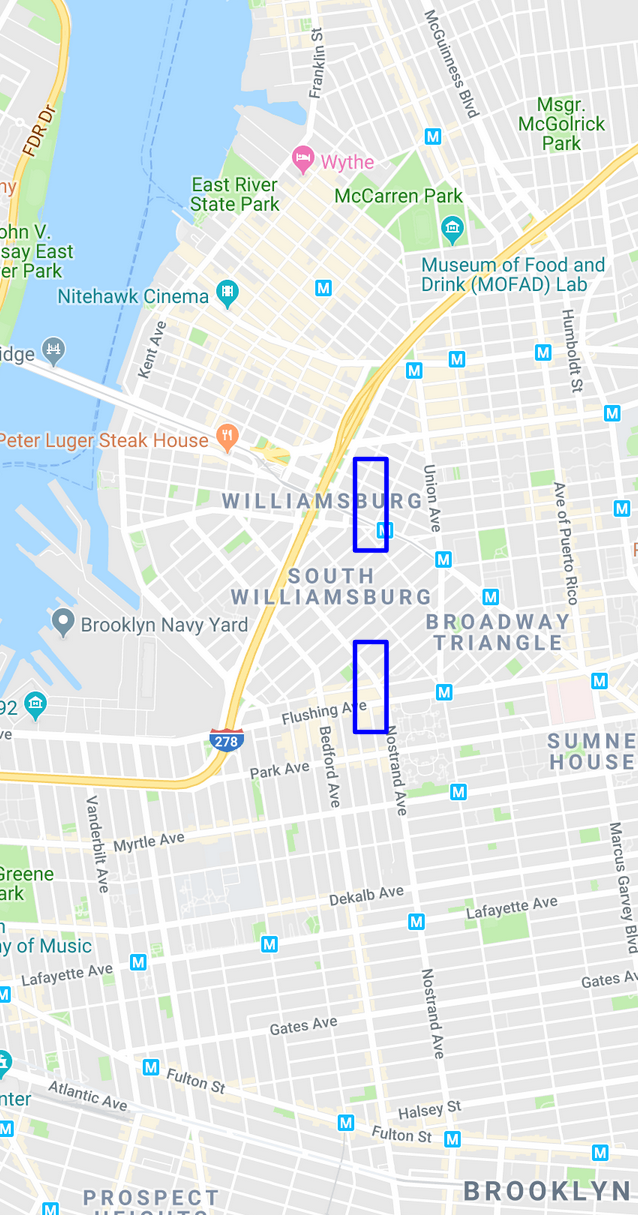 McGuinness Blvd
Franklin St
FDR Dr
Msgr.
McGolrick
Park
Wythe
ny
East River
State Park
McCarren Park
ohn V.
say East
er Park
Museum of Food and
Drink (MOFAD) Lab
Nitehawk Cinema
M
M
Kent Ave
Humboldt St
idge
M
M
M
Peter Luger Steak House
M
WILLIAMSBURG
Union Ave
Ave of Puerto Rico
M
M
M
SOUTH
WILLIAMSBURG
M
Brooklyn Navy Yard
BROADWAY
TRIANGLE
M
M
92
Flushing Ave
ve
278
Bedford Ave
Nostrand Ave
SUMNE
HOUSE
Park Ave
M
Vanderbilt Ave
Myrtle Ave
Marcus Garvey Blvd
Greene
ark
Dekalb Ave
Lafayette Ave
M
n
ny of Music
M
M
Lafayette Ave
Nostrand Ave
Gates Av
M
Gates Ave
M
Fulton St
nter
Atlantic Ave
Halsey St
M
M
Fulton St
M
M
PROSPECT
HEIGHTS
BROOKLYN
M